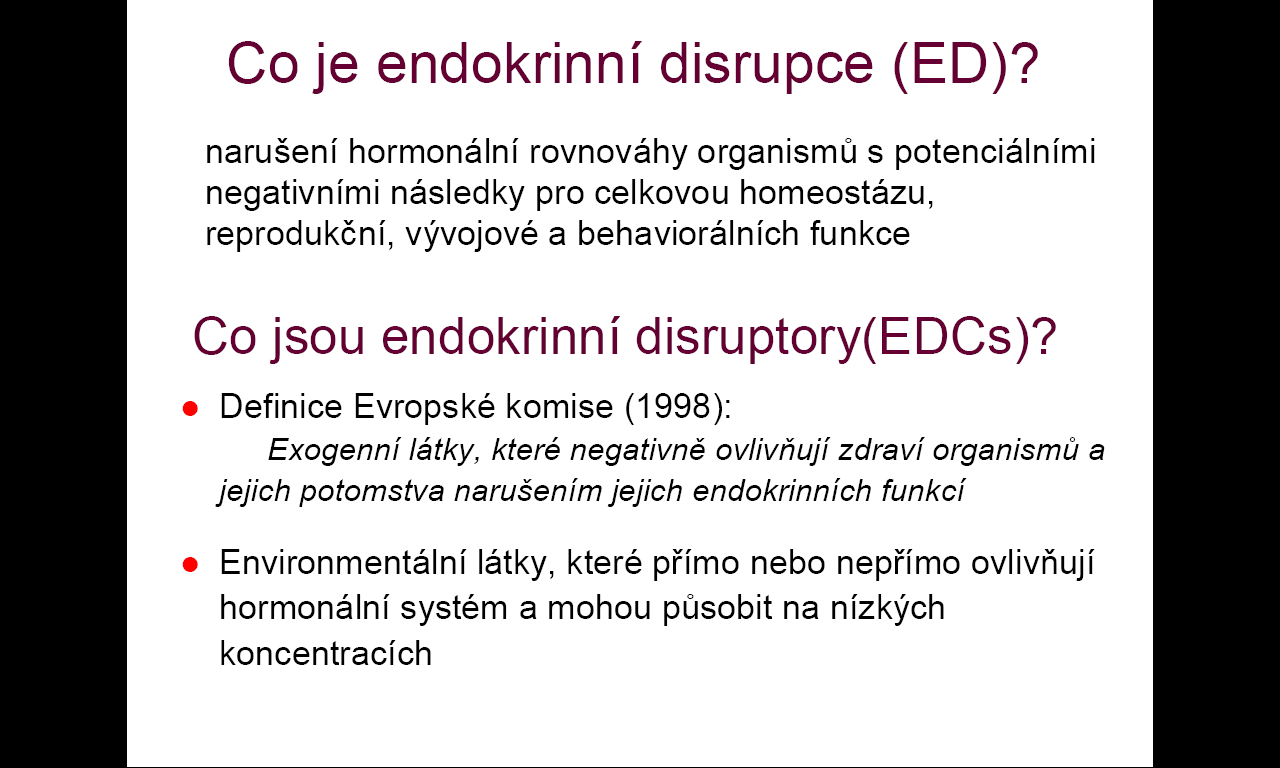 Co je endokrinní disrupce (ED)?
narušení hormonální rovnováhy organismů s potenciálními
negativními následky pro celkovou homeostázu,
reprodukční, vývojové a behaviorálních funkce
Co jsou endokrinní disruptory(EDCs)?
● Definice Evropské komise (1998):
Exogenní látky, které negativně ovlivňují zdraví organismů a
jejich potomstva narušením jejich endokrinních funkcí
● Environmentální látky, které přímo nebo nepřímo ovlivňují
hormonální systém a mohou působit na nízkých
koncentracích